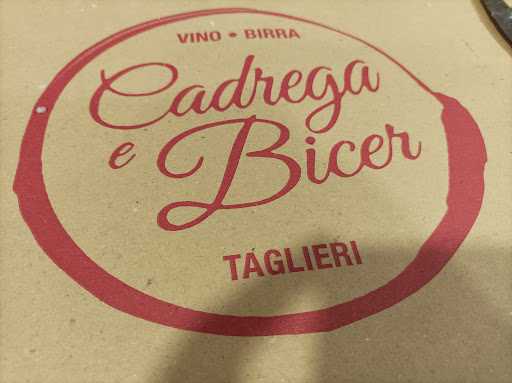 VINO • BIRRA
Cadrega
e Bicer
TAGLIERI